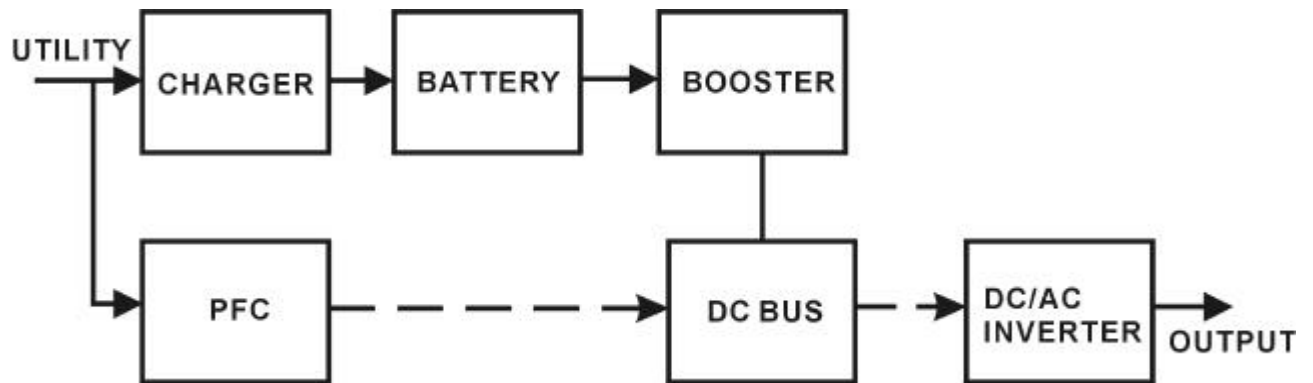 UTILITY
CHARGER
BATTERY
BOOSTER
PFC
DC BUS
DC/AC
INVERTER
OUTPUT